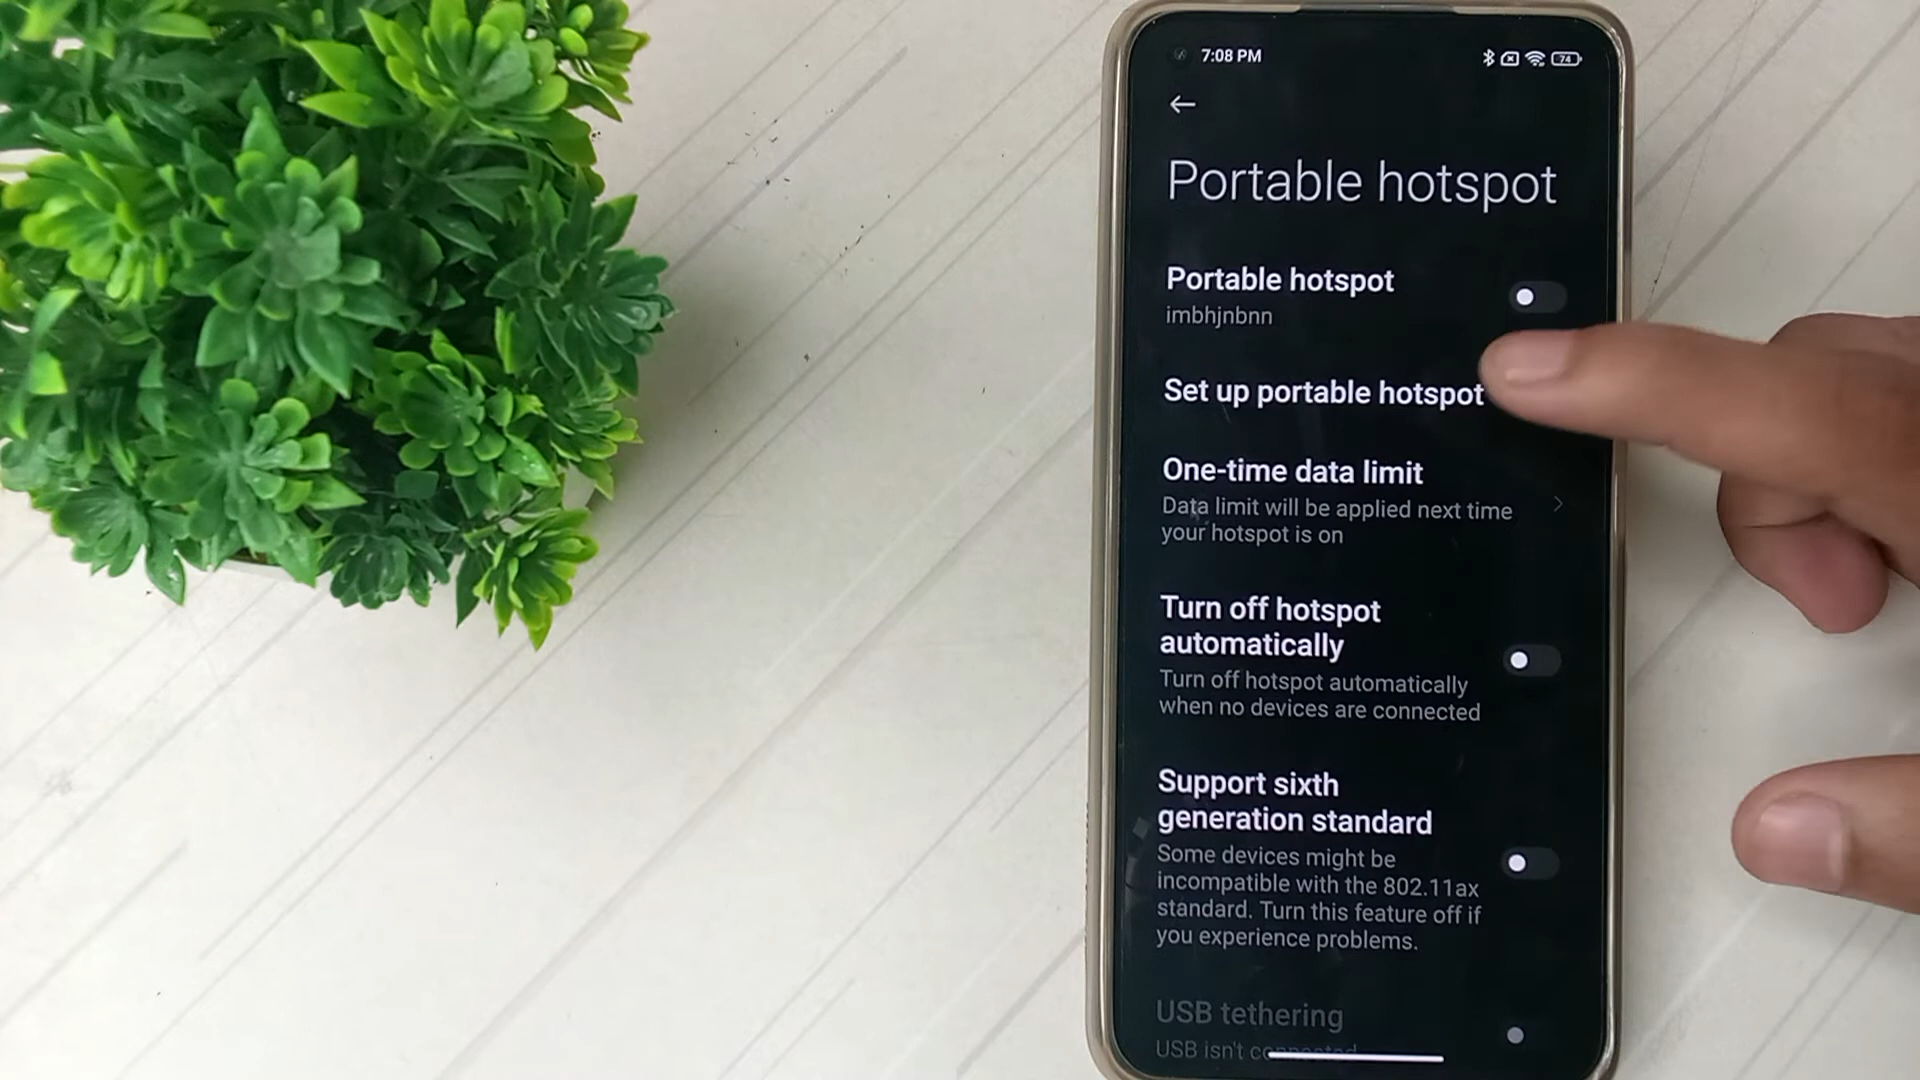 7:08 PM
74
Portable hotspot
Portable hotspot
imbhjnbnn
Set up portable hotspot
One-time data limit
Data limit will be applied next time
your hotspot is on
Turn off hotspot
automatically
Turn off hotspot automatically
when no devices are connected
Support sixth
generation standard
Some devices might be
incompatible with the 802.11ax
standard. Turn this feature off if
you experience problems.
USB tethering
USB isn't connected